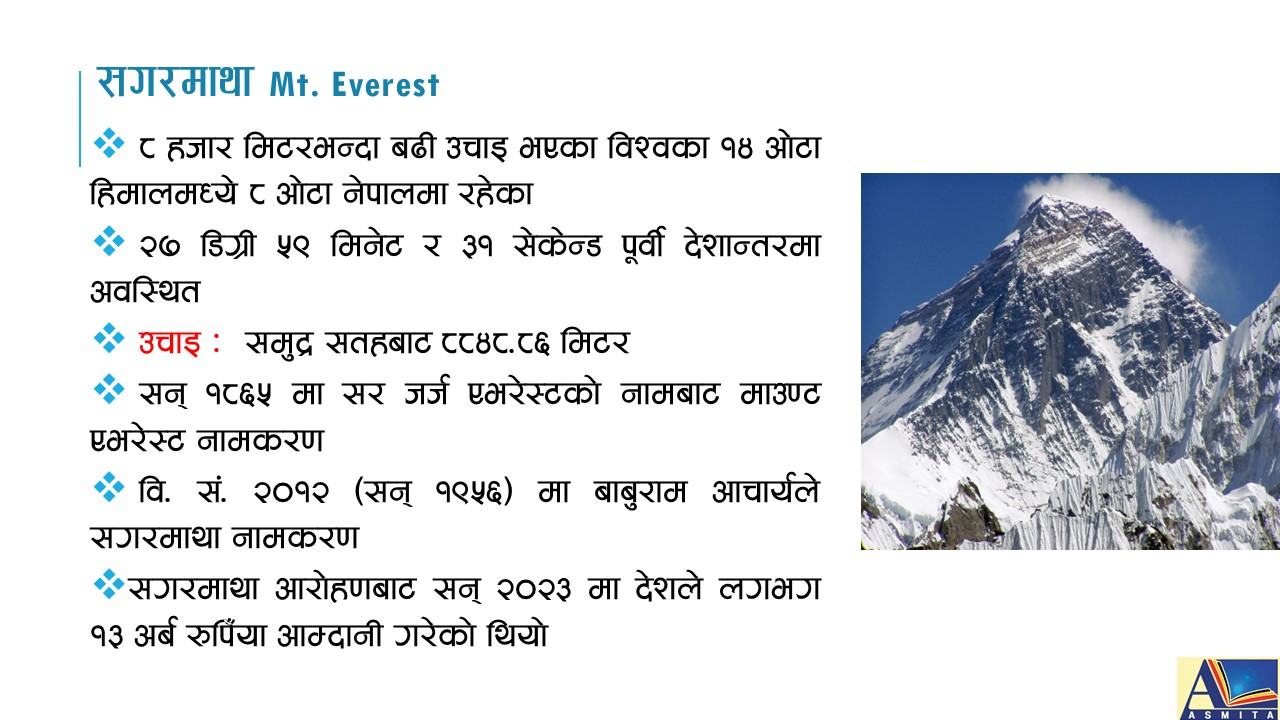 सगरमाथा Mt. Everest
❖ ८ हजार मिटरभन्दा बढी उचाइ भएका विश्वका १४ ओटा
हिमालमध्ये ८ ओटा नेपालमा रहेका
❖ २७ डिग्री ५९ मिनेट र ३१ सेकेन्ड पूर्वी देशान्तरमा
अवस्थित
❖ उचाइ : समुद्र सतहबाट ८८४८.८६ मिटर
❖ सन् १८६५ मा सर जर्ज एभरेस्टको नामबाट माउण्ट
एभरेस्ट नामकरण
❖ वि. सं. २०१२ (सन् १९५६) मा बाबुराम आचार्यले
सगरमाथा नामकरण
❖सगरमाथा आरोहणबाट सन् २०२३ मा देशले लगभग
१३ अर्ब रुपिँया आम्दानी गरेको थियो
ASMITA